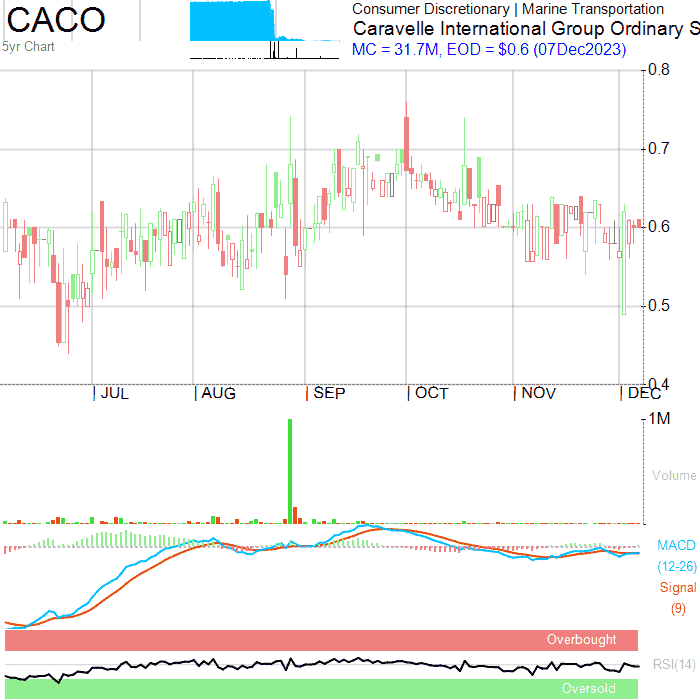 CACO
5yr Chart
Consumer Discretionary | Marine Transportation
Caravelle International Group Ordinary S
MC = 31.7M, EOD = $0.6 (07Dec2023)
0.8
0.7
0.6
0.5
0.4
JUL AUG SEP OCT NOV DEC
1M
Volume
MACD
(12-26)
Signal
(9)
Overbought
RSI(14)
Oversold